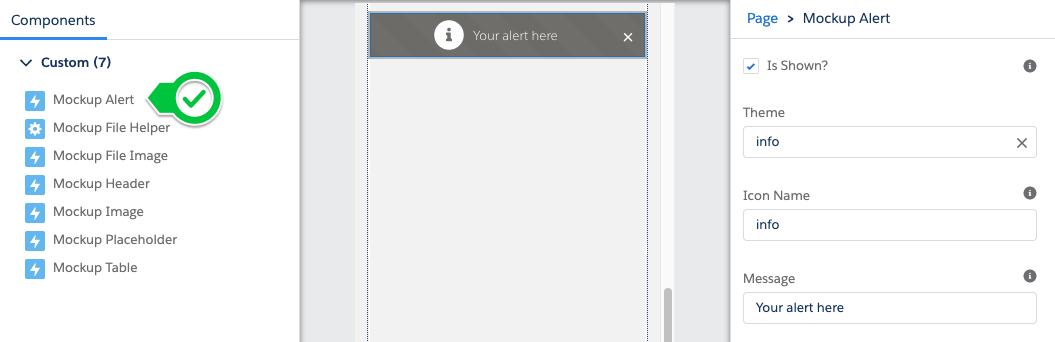 Components
Custom (7)
Mockup Alert
Mockup File Helper
Mockup File Image
Mockup Header
Mockup Image
Mockup Placeholder
Mockup Table
Your alert here
Page > Mockup Alert
Is Shown?
Theme
info
Icon Name
info
Message
Your alert here